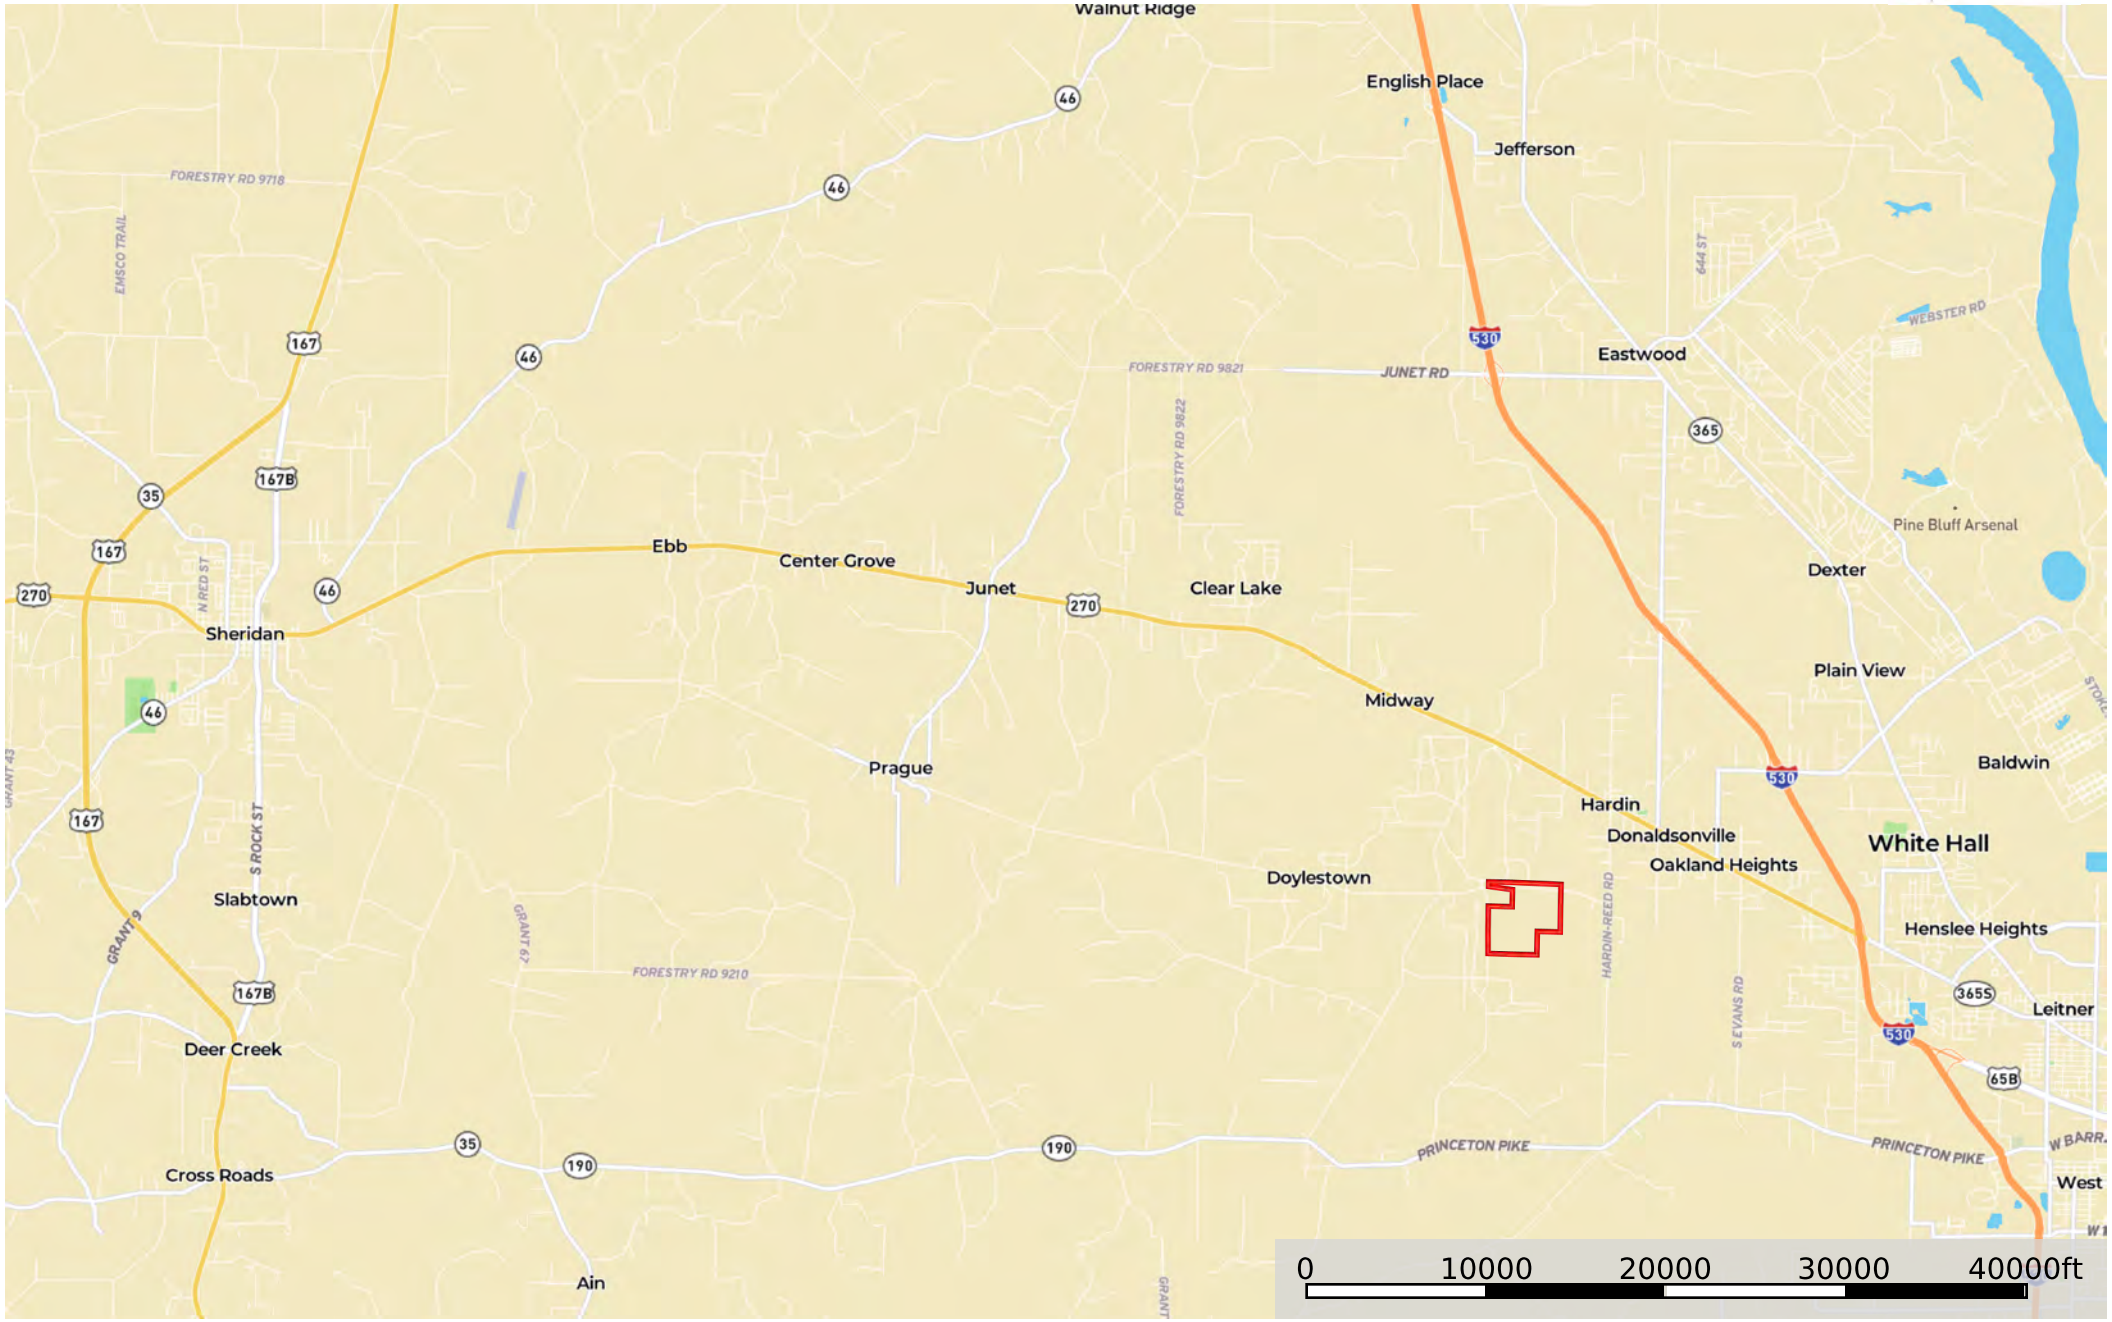 Walnut Ridge
English Place
46
Jefferson
FORESTRY RD 9718
46
EMSCO TRAIL
644 ST
WEBSTER RD
167
530
46
Eastwood
FORESTRY RD 9821
JUNET RD
FORESTRY RD 9822
365
167B
35
Pine Bluff Arsenal
167
Ebb
Center Grove
Dexter
N RED ST
46
270
Junet
270
Clear Lake
Sheridan
Plain View
46
Midway
GRANT 43
Prague
530
Baldwin
167
S ROCK ST
Hardin
Donaldsonville
White Hall
Oakland Heights
Doylestown
Slabtown
HARDIN-REED RD
GRANT 9
GRANT 67
Henslee Heights
FORESTRY RD 9210
167B
365S
S EVANS RD
Leitner
530
Deer Creek
65B
35
190
190
PRINCETON PIKE
PRINCETON PIKE
W BARR
Cross Roads
West
W 1
Ain
GRANT
0 10000 20000 30000 40000ft